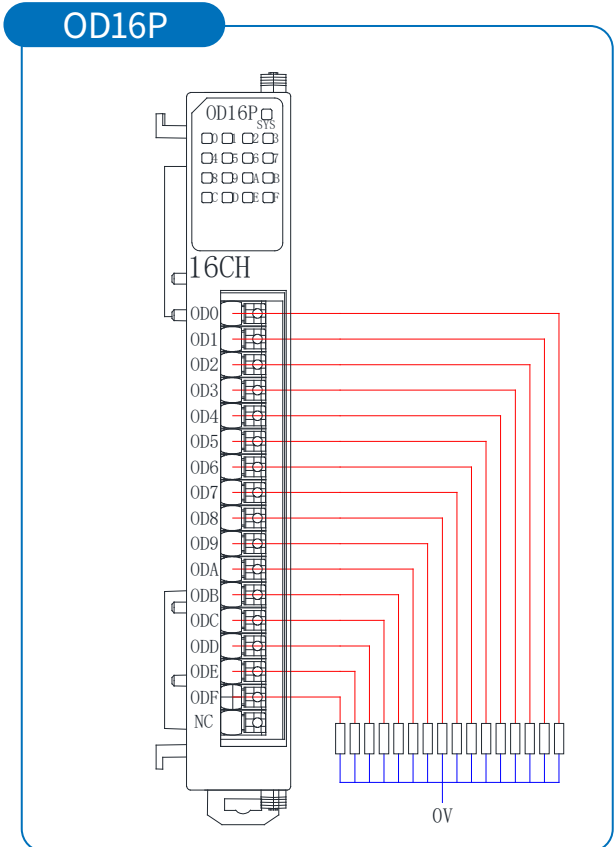 OD16P
OD16P
SYS
0 1 2 3
4 5 6 7
8 9 A B
C D E F
16CH
OD0
OD1
OD2
OD3
OD4
OD5
OD6
OD7
OD8
OD9
ODA
ODB
ODC
ODD
ODE
ODF
NC
0V